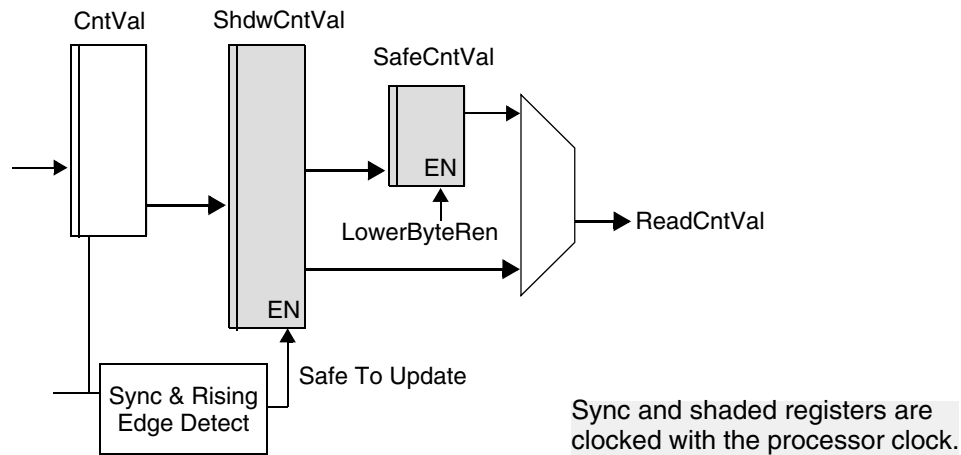 CntVal
ShdwCntVal
SafeCntVal
EN
LowerByteRen
ReadCntVal
EN
Safe To Update
Sync & Rising
Edge Detect
Sync and shaded registers are
clocked with the processor clock.